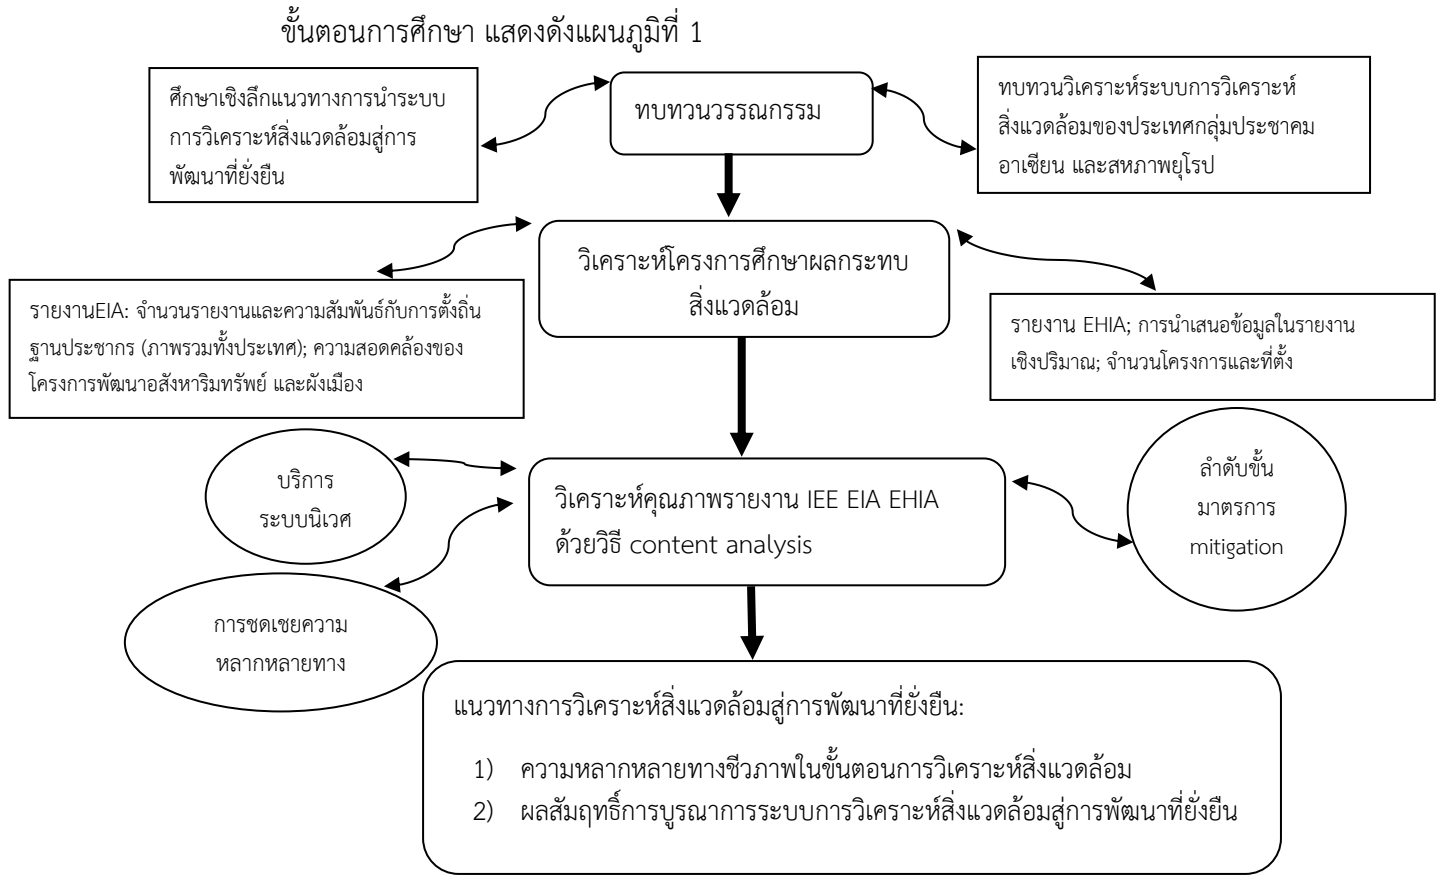 ขั้นตอนการศึกษา แสดงดังแผนภูมิที่ 1
ศึกษาเชิงลึกแนวทางการนำระบบ
การวิเคราะห์สิ่งแวดล้อมสู่การ
พัฒนาที่ยั่งยืน
ทบทวนวรรณกรรม
ทบทวนวิเคราะห์ระบบการวิเคราะห์
สิ่งแวดล้อมของประเทศกลุ่มประชาคม
อาเซียน และสหภาพยุโรป
วิเคราะห์โครงการศึกษาผลกระทบ
สิ่งแวดล้อม
รายงานEIA: จำนวนรายงานและความสัมพันธ์กับการตั้งถิ่น
ฐานประชากร (ภาพรวมทั้งประเทศ); ความสอดคล้องของ
โครงการพัฒนาอสังหาริมทรัพย์ และผังเมือง
รายงาน EHIA; การนำเสนอข้อมูลในรายงาน
เชิงปริมาณ; จำนวนโครงการและที่ตั้ง
บริการ
ระบบนิเวศ
วิเคราะห์คุณภาพรายงาน IEE EIA EHIA
ด้วยวิธี content analysis
ลำดับขั้น
มาตรการ
mitigation
การชดเชยความ
หลากหลายทาง
แนวทางการวิเคราะห์สิ่งแวดล้อมสู่การพัฒนาที่ยั่งยืน:
1) ความหลากหลายทางชีวภาพในขั้นตอนการวิเคราะห์สิ่งแวดล้อม
2) ผลสัมฤทธิ์การบูรณาการระบบการวิเคราะห์สิ่งแวดล้อมสู่การพัฒนาที่ยั่งยืน